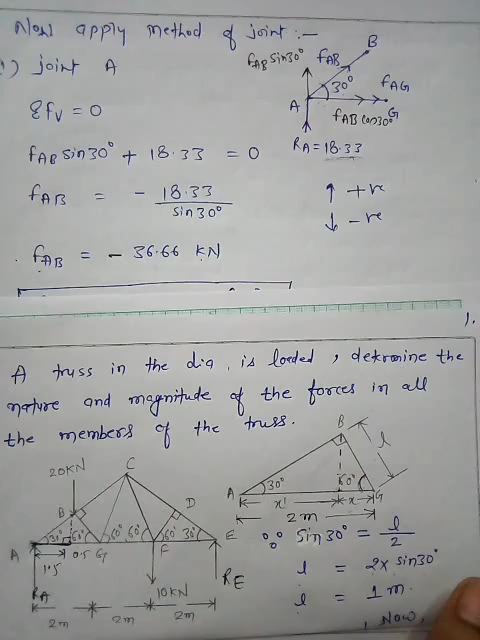 Now apply method of joint :-
1) joint A
ΣfV = 0
fAB sin30° + 18.33 = 0
fAB = - 18.33 / sin30°
fAB = - 36.66 KN
fAB sin30° fAB B
30° fAG
A G
fAB cos30°
RA = 18.33
↑ +ve
↓ -ve
1.
A truss in the dia. is loaded, determine the
nature and magnitude of the forces in all
the members of the truss.
20KN C
B D
A 30° 60° 60° 60° 60° 30° E
G F
1.5 0.5
RA 10KN RE
2m 2m 2m
B l
A 30° 60° G
x' x
2m
∵ sin30° = l/2
l = 2x sin30°
l = 1 m.
Now,